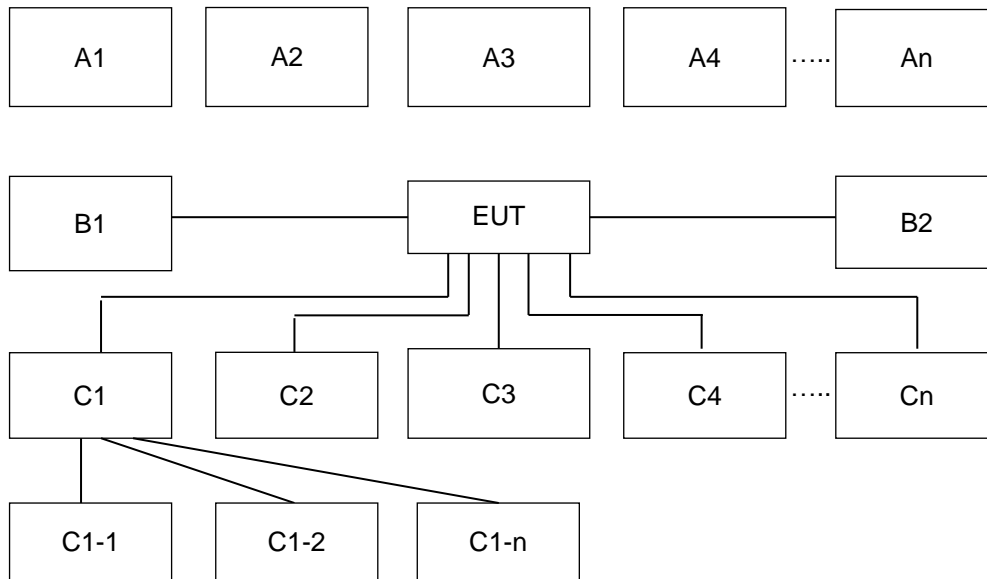 A1 A2 A3 A4 ..... An
B1 EUT B2
C1 C2 C3 C4 ..... Cn
C1-1 C1-2 C1-n